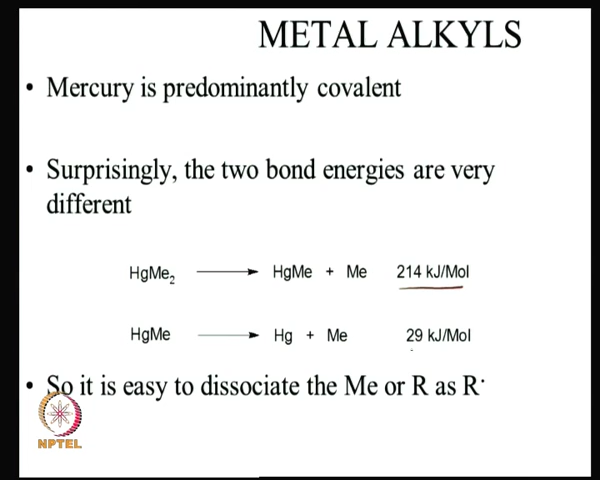 METAL ALKYLS
• Mercury is predominantly covalent
• Surprisingly, the two bond energies are very
different
HgMe₂ ⟶ HgMe + Me 214 kJ/Mol
HgMe ⟶ Hg + Me 29 kJ/Mol
• So it is easy to dissociate the Me or R as R·
NPTEL